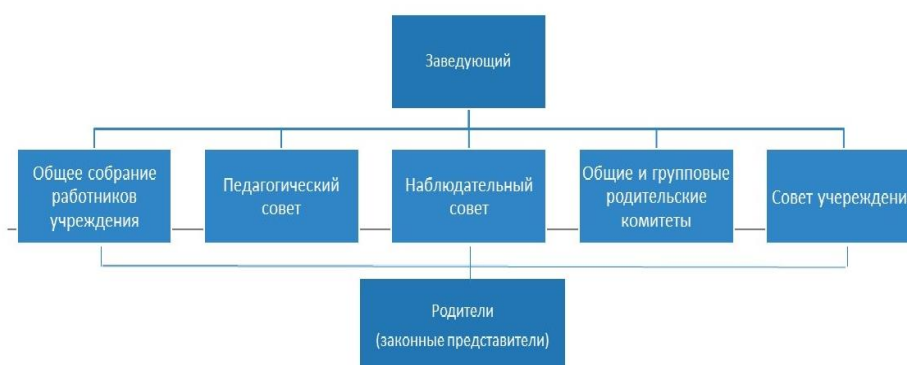 Заведующий
Общее собрание
работников
учреждения
Педагогический
совет
Наблюдательный
совет
Общие и групповые
родительские
комитеты
Совет учереждени
Родители
(законные представители)